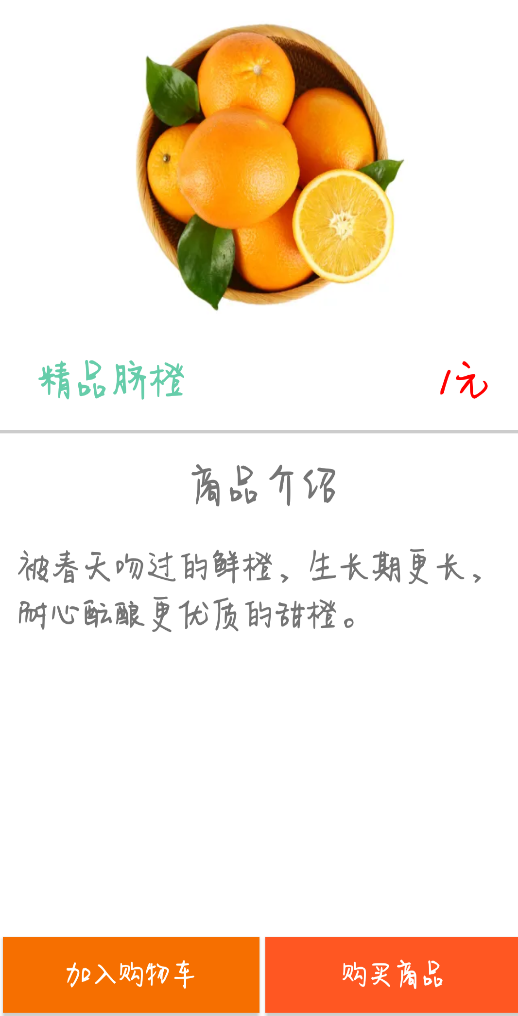 精品脐橙
1元
商品介绍
被春天吻过的鲜橙，生长期更长，
耐心酝酿更优质的甜橙。
加入购物车
购买商品